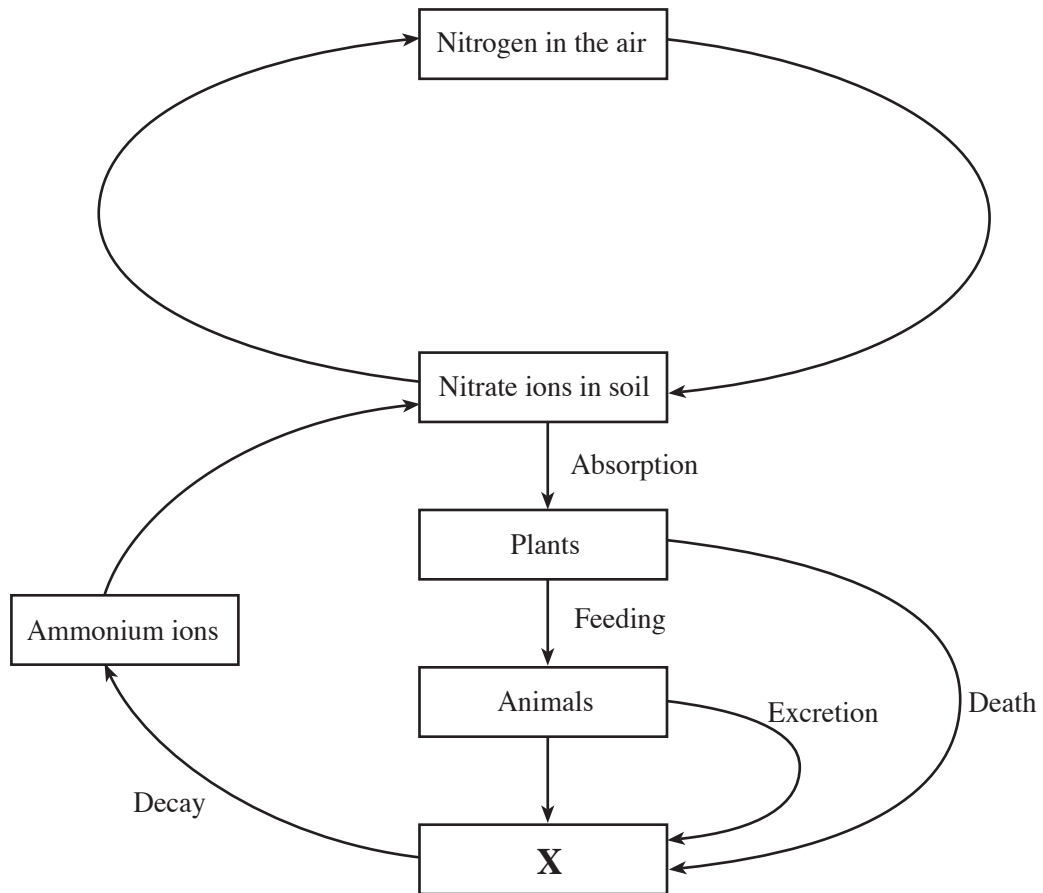 Nitrogen in the air
Nitrate ions in soil
Absorption
Plants
Feeding
Ammonium ions
Animals
Excretion
Death
Decay
X